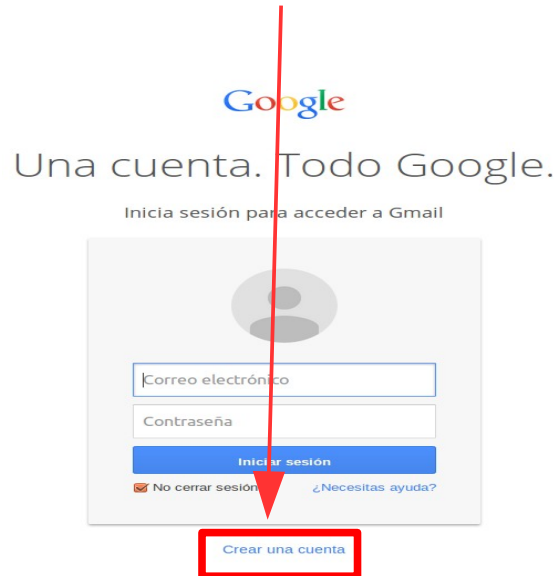 Google
Una cuenta. Todo Google.
Inicia sesión para acceder a Gmail
Correo electrónico
Contraseña
Iniciar sesión
No cerrar sesión ¿Necesitas ayuda?
Crear una cuenta